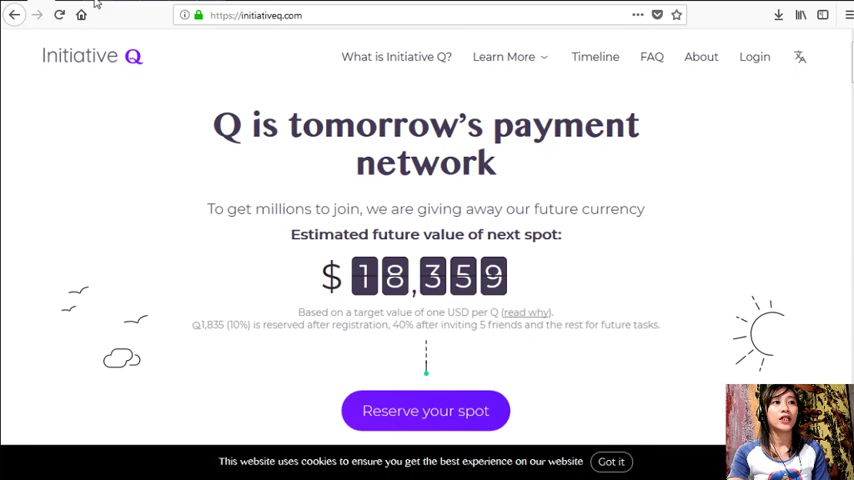 https://initiativeq.com
Initiative Q
What is Initiative Q? Learn More Timeline FAQ About Login
Q is tomorrow's payment
network
To get millions to join, we are giving away our future currency
Estimated future value of next spot:
$ 18,359
Based on a target value of one USD per Q (read why).
Q1,835 (10%) is reserved after registration, 40% after inviting 5 friends and the rest for future tasks.
Reserve your spot
This website uses cookies to ensure you get the best experience on our website Got it